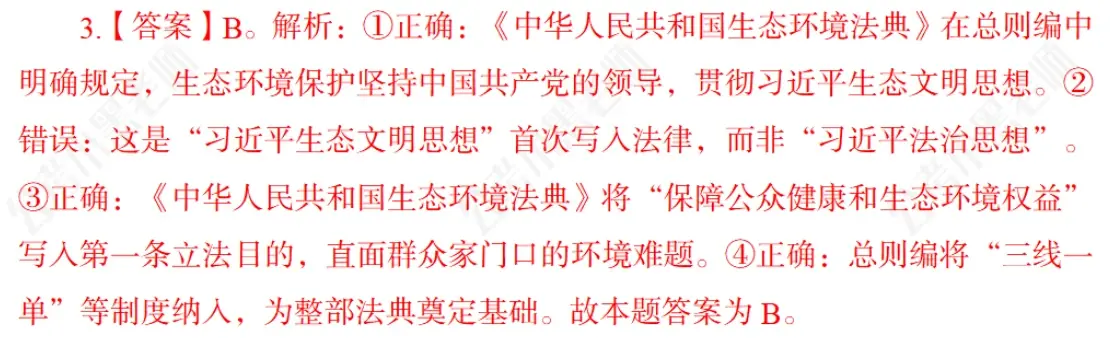 3.【答案】B。解析：①正确：《中华人民共和国生态环境法典》在总则编中
明确规定，生态环境保护坚持中国共产党的领导，贯彻习近平生态文明思想。②
错误：这是“习近平生态文明思想”首次写入法律，而非“习近平法治思想”。
③正确：《中华人民共和国生态环境法典》将“保障公众健康和生态环境权益”
写入第一条立法目的，直面群众家门口的环境难题。④正确：总则编将“三线一
单”等制度纳入，为整部法典奠定基础。故本题答案为 B。